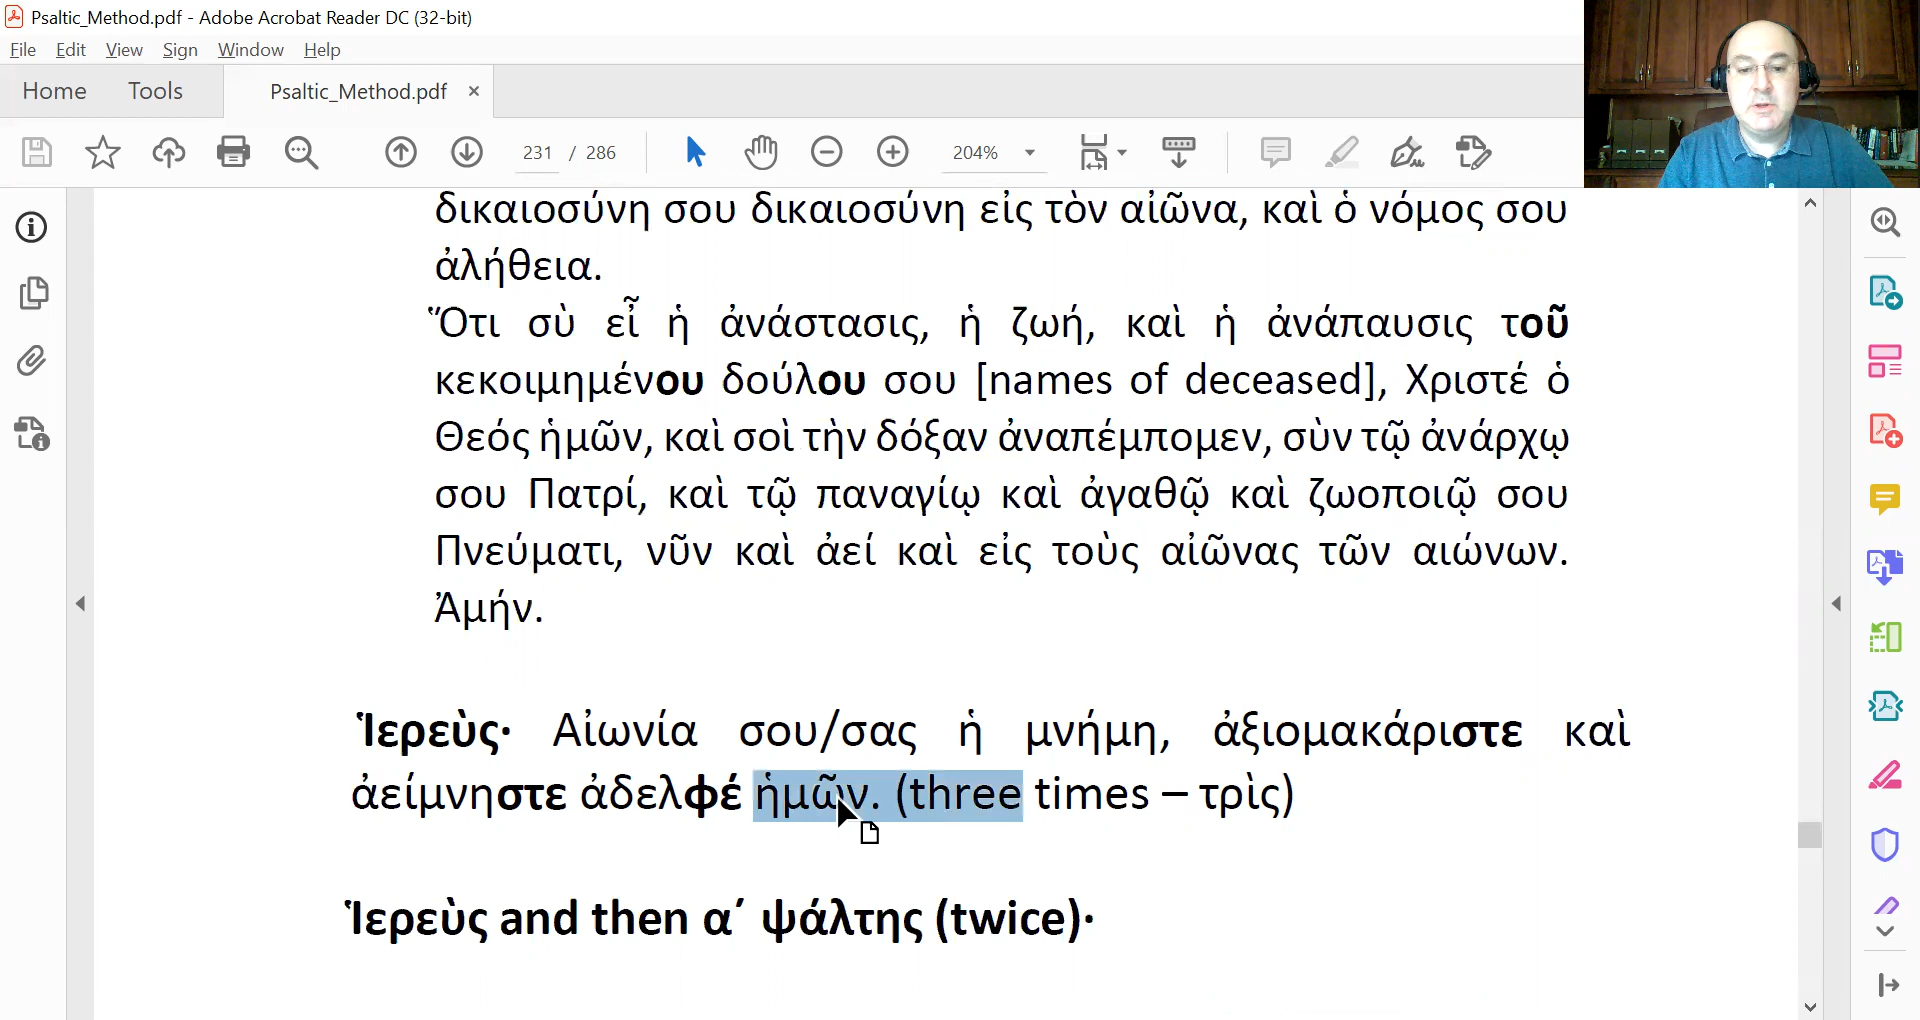 Psaltic_Method.pdf - Adobe Acrobat Reader DC (32-bit)
File Edit View Sign Window Help
Home Tools Psaltic_Method.pdf ×
231 / 286 204%
δικαιοσύνη σου δικαιοσύνη εἰς τὸν αἰῶνα, καὶ ὁ νόμος σου
ἀλήθεια.
Ὅτι σὺ εἶ ἡ ἀνάστασις, ἡ ζωή, καὶ ἡ ἀνάπαυσις τοῦ
κεκοιμημένου δούλου σου [names of deceased], Χριστέ ὁ
Θεός ἡμῶν, καὶ σοὶ τὴν δόξαν ἀναπέμπομεν, σὺν τῷ ἀνάρχῳ
σου Πατρί, καὶ τῷ παναγίῳ καὶ ἀγαθῷ καὶ ζωοποιῷ σου
Πνεύματι, νῦν καὶ ἀεί καὶ εἰς τοὺς αἰῶνας τῶν αιώνων.
Ἀμήν.
Ἱερεὺς· Αἰωνία σου/σας ἡ μνήμη, ἀξιομακάριστε καὶ
ἀείμνηστε ἀδελφέ ἡμῶν. (three times – τρὶς)
Ἱερεὺς and then α΄ ψάλτης (twice)·